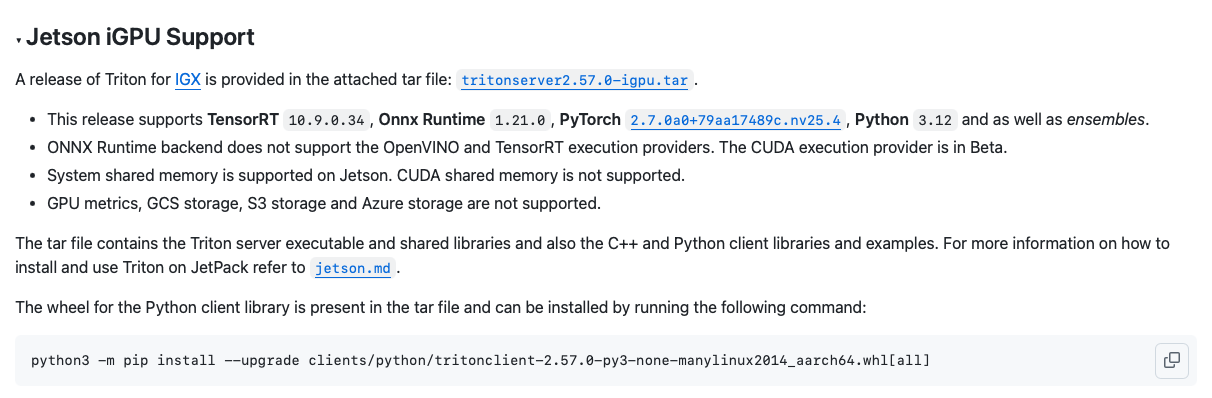 Jetson iGPU Support
A release of Triton for IGX is provided in the attached tar file: tritonserver2.57.0-igpu.tar .
• This release supports TensorRT 10.9.0.34 , Onnx Runtime 1.21.0 , PyTorch 2.7.0a0+79aa17489c.nv25.4 , Python 3.12 and as well as ensembles.
• ONNX Runtime backend does not support the OpenVINO and TensorRT execution providers. The CUDA execution provider is in Beta.
• System shared memory is supported on Jetson. CUDA shared memory is not supported.
• GPU metrics, GCS storage, S3 storage and Azure storage are not supported.
The tar file contains the Triton server executable and shared libraries and also the C++ and Python client libraries and examples. For more information on how to
install and use Triton on JetPack refer to jetson.md .
The wheel for the Python client library is present in the tar file and can be installed by running the following command:
python3 -m pip install --upgrade clients/python/tritonclient-2.57.0-py3-none-manylinux2014_aarch64.whl[all]